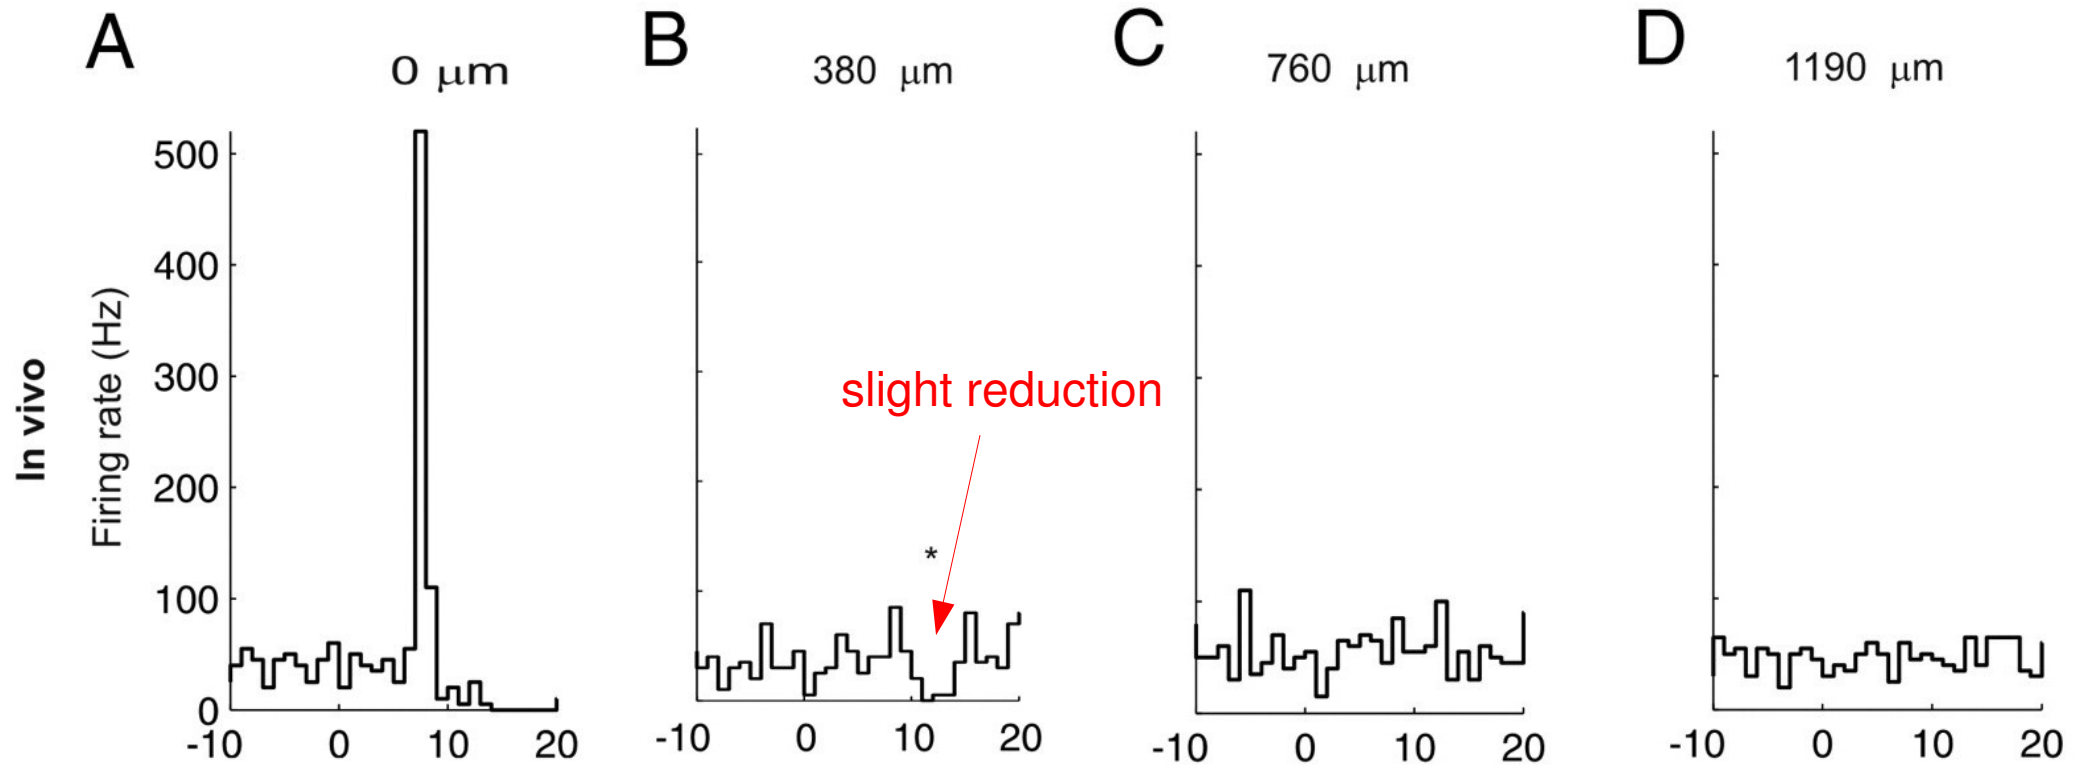 A
0 μm
B
380 μm
C
760 μm
D
1190 μm
In vivo
Firing rate (Hz)
500
400
300
200
100
0
-10 0 10 20
slight reduction
*
-10 0 10 20
-10 0 10 20
-10 0 10 20